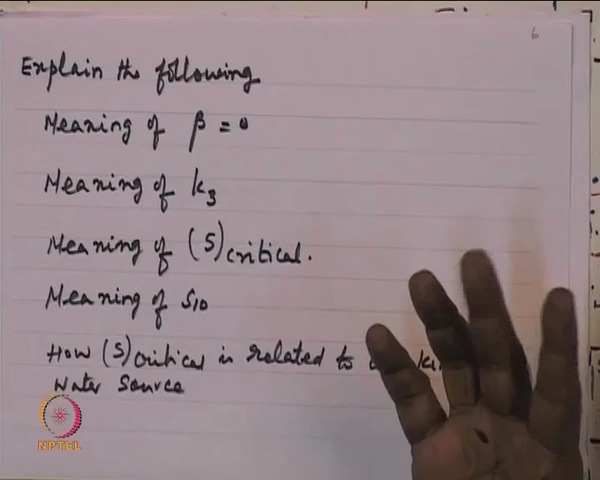 6
Explain the following
Meaning of β = 0
Meaning of k3
Meaning of (S)critical.
Meaning of S10
How (S) critical is related to
water source
NPTEL